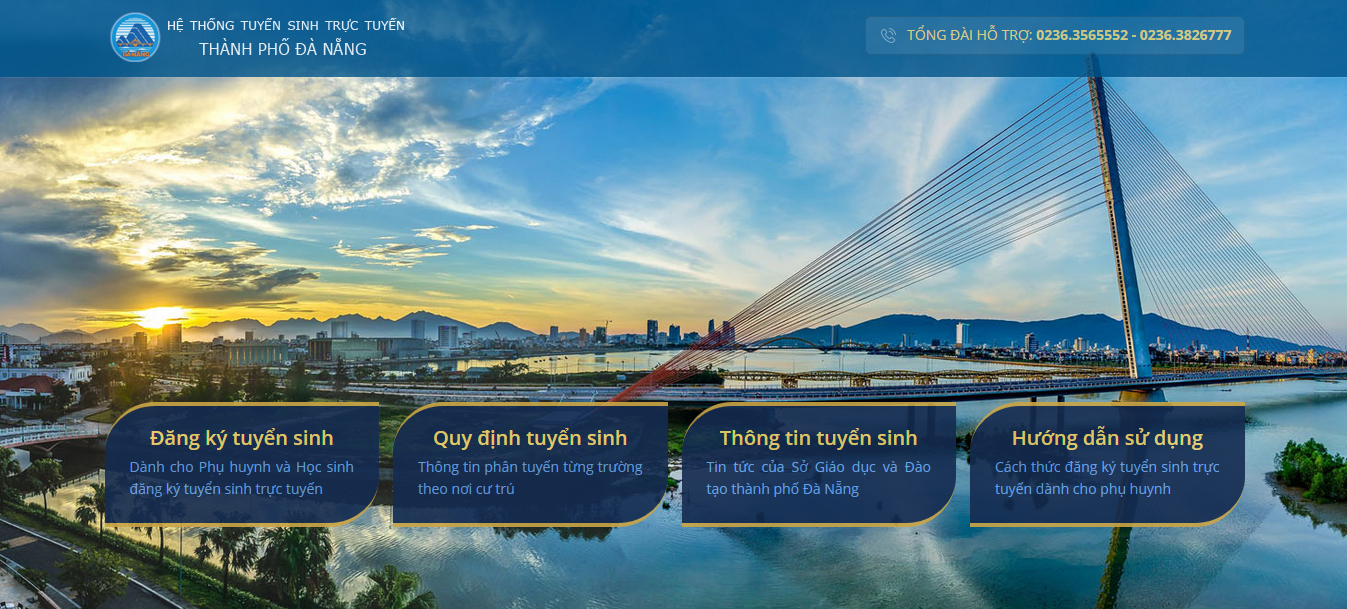 HỆ THỐNG TUYỂN SINH TRỰC TUYẾN
THÀNH PHỐ ĐÀ NẴNG
ĐÀ NẴNG
TỔNG ĐÀI HỖ TRỢ: 0236.3565552 - 0236.3826777
Đăng ký tuyển sinh
Dành cho Phụ huynh và Học sinh
đăng ký tuyển sinh trực tuyến
Quy định tuyển sinh
Thông tin phân tuyến từng trường
theo nơi cư trú
Thông tin tuyển sinh
Tin tức của Sở Giáo dục và Đào
tạo thành phố Đà Nẵng
Hướng dẫn sử dụng
Cách thức đăng ký tuyển sinh trực
tuyến dành cho phụ huynh